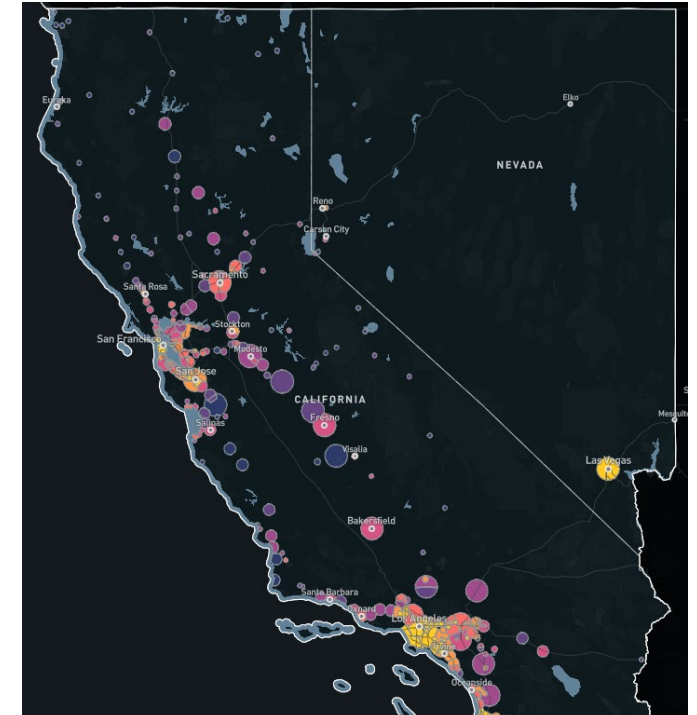 Eureka
Elko
NEVADA
Reno
Carson City
Sacramento
Santa Rosa
Stockton
San Francisco
Modesto
San Jose
CALIFORNIA
Mesquite
Fresno
Salinas
Visalia
Las Vegas
Bakersfield
Santa Barbara
Oxnard
Los Angeles
Irvine
Oceanside